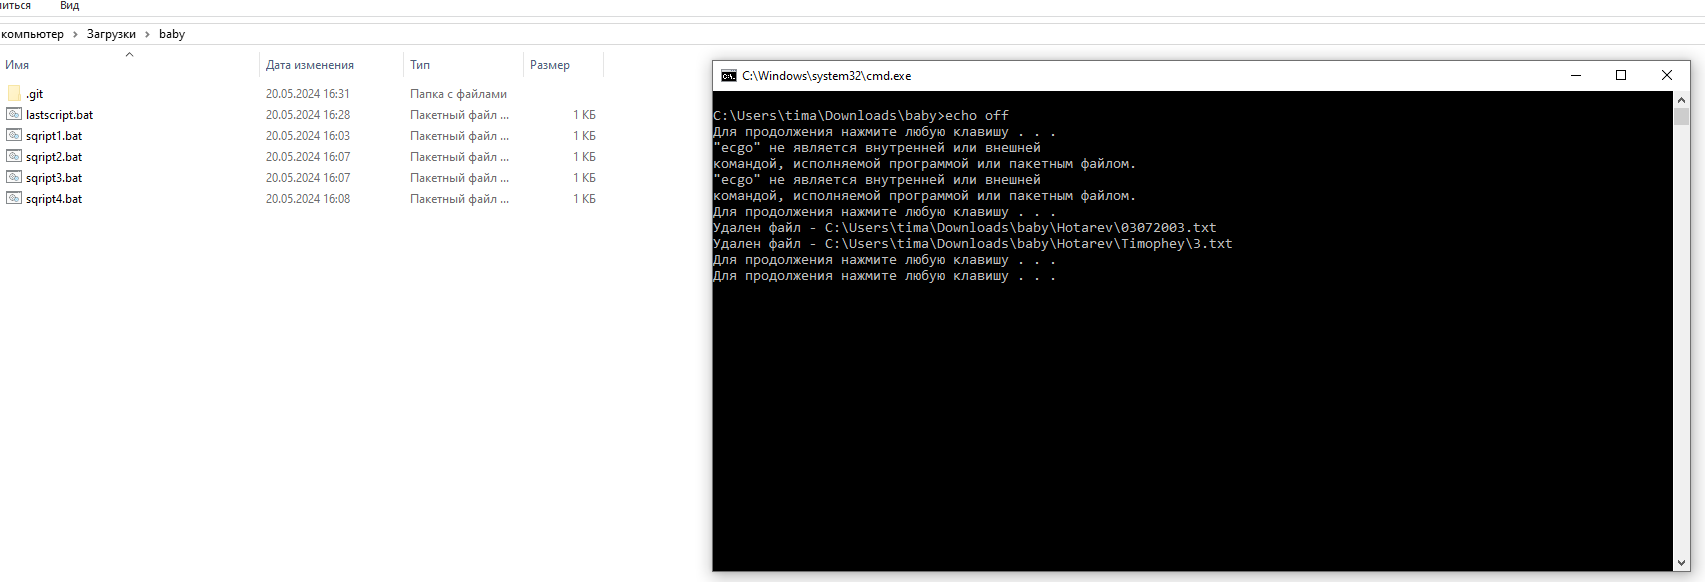 Вид
компьютер > Загрузки > baby
Имя Дата изменения Тип Размер
.git 20.05.2024 16:31 Папка с файлами
lastscript.bat 20.05.2024 16:28 Пакетный файл ... 1 КБ
sqript1.bat 20.05.2024 16:03 Пакетный файл ... 1 КБ
sqript2.bat 20.05.2024 16:07 Пакетный файл ... 1 КБ
sqript3.bat 20.05.2024 16:07 Пакетный файл ... 1 КБ
sqript4.bat 20.05.2024 16:08 Пакетный файл ... 1 КБ
C:\Windows\system32\cmd.exe
C:\Users\tima\Downloads\baby>echo off
Для продолжения нажмите любую клавишу . . .
"ecgo" не является внутренней или внешней
командой, исполняемой программой или пакетным файлом.
"ecgo" не является внутренней или внешней
командой, исполняемой программой или пакетным файлом.
Для продолжения нажмите любую клавишу . . .
Удален файл - C:\Users\tima\Downloads\baby\Hotarev\03072003.txt
Удален файл - C:\Users\tima\Downloads\baby\Hotarev\Timophey\3.txt
Для продолжения нажмите любую клавишу . . .
Для продолжения нажмите любую клавишу . . .